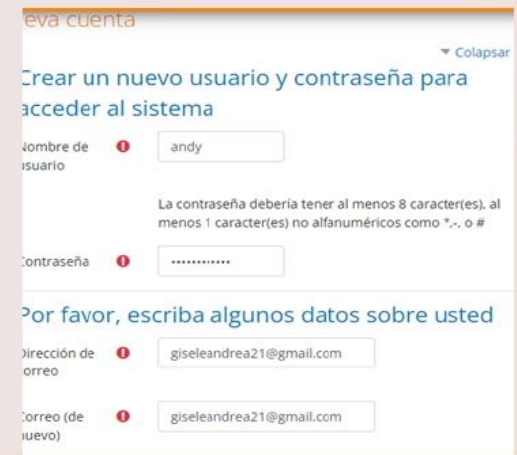 eva cuenta
Colapsar
Crear un nuevo usuario y contraseña para
acceder al sistema
Nombre de
usuario
andy
La contraseña debería tener al menos 8 caracter(es), al
menos 1 caracter(es) no alfanuméricos como *,-, o #
Contraseña
••••••••••••
Por favor, escriba algunos datos sobre usted
Dirección de
correo
giseleandrea21@gmail.com
Correo (de
nuevo)
giseleandrea21@gmail.com